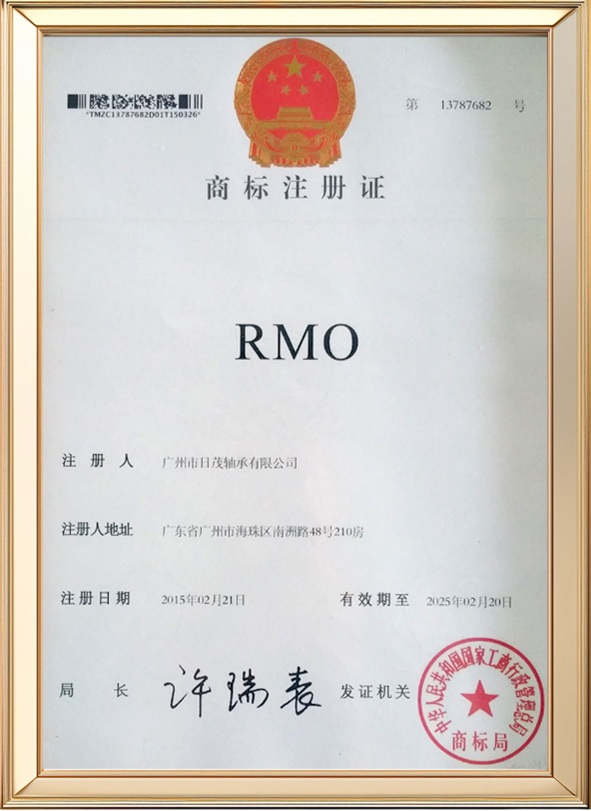 *TMZC13787682D01T150326*
第 13787682 号
商标注册证
RMO
注册人 广州市日茂轴承有限公司
注册人地址 广东省广州市海珠区南洲路48号210房
注册日期 2015年02月21日 有效期至 2025年02月20日
局长 许瑞表 发证机关
中华人民共和国国家工商行政管理总局
商标局